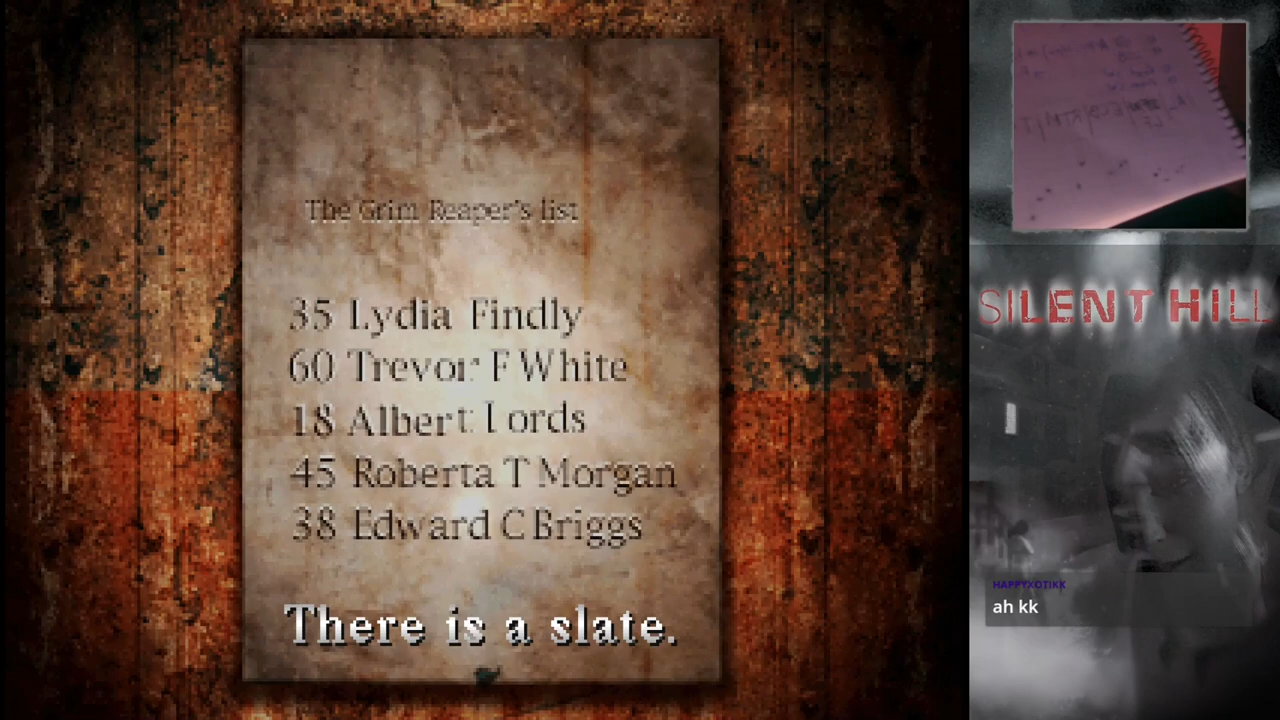 The Grim Reaper's list
35 Lydia Findly
60 Trevor F White
18 Albert Lords
45 Roberta T Morgan
38 Edward C Briggs
There is a slate.
SILENT HILL
HAPPYXOTIKK
ah kk